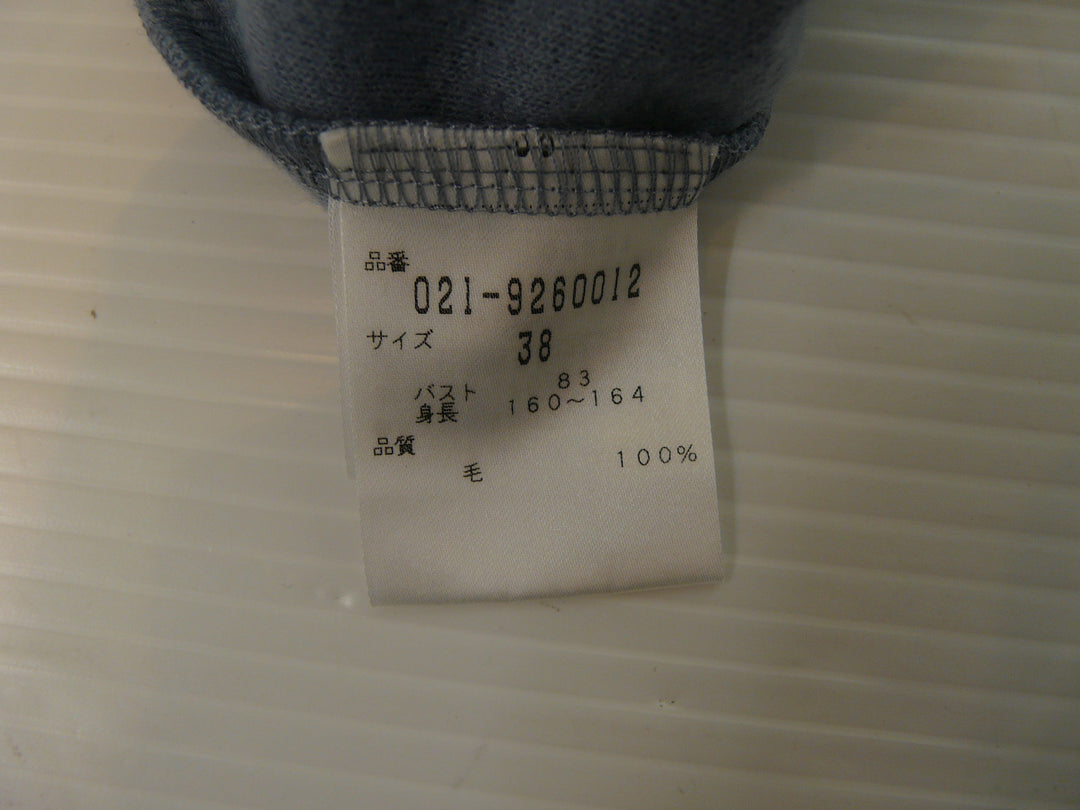 品番
021-9260012
サイズ 38
バスト 83
身長 160～164
品質
毛 100%